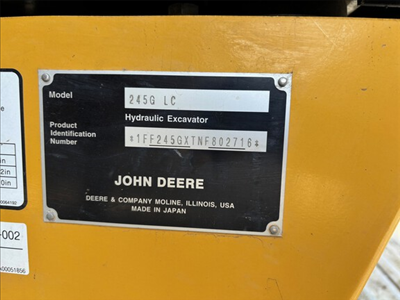 Model
245G LC
Hydraulic Excavator
Product
Identification
Number
*1FF245GXTNF802716*
JOHN DEERE
DEERE & COMPANY MOLINE, ILLINOIS, USA
MADE IN JAPAN
-002